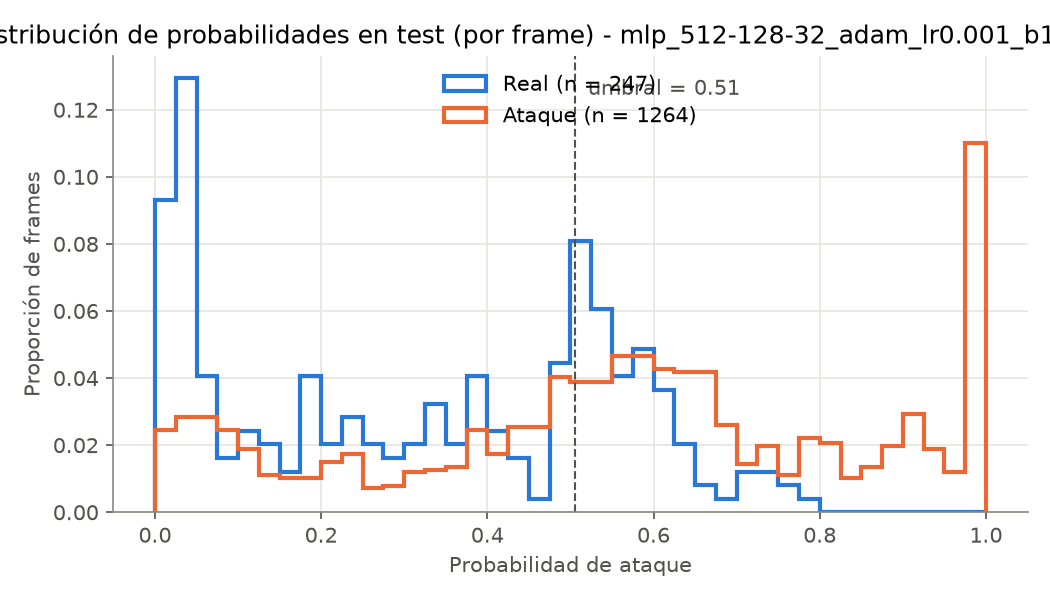 stribución de probabilidades en test (por frame) - mlp_512-128-32_adam_lr0.001_b1
Real (n = 247)
umbral = 0.51
Ataque (n = 1264)
Proporción de frames
0.12
0.10
0.08
0.06
0.04
0.02
0.00
0.0 0.2 0.4 0.6 0.8 1.0
Probabilidad de ataque